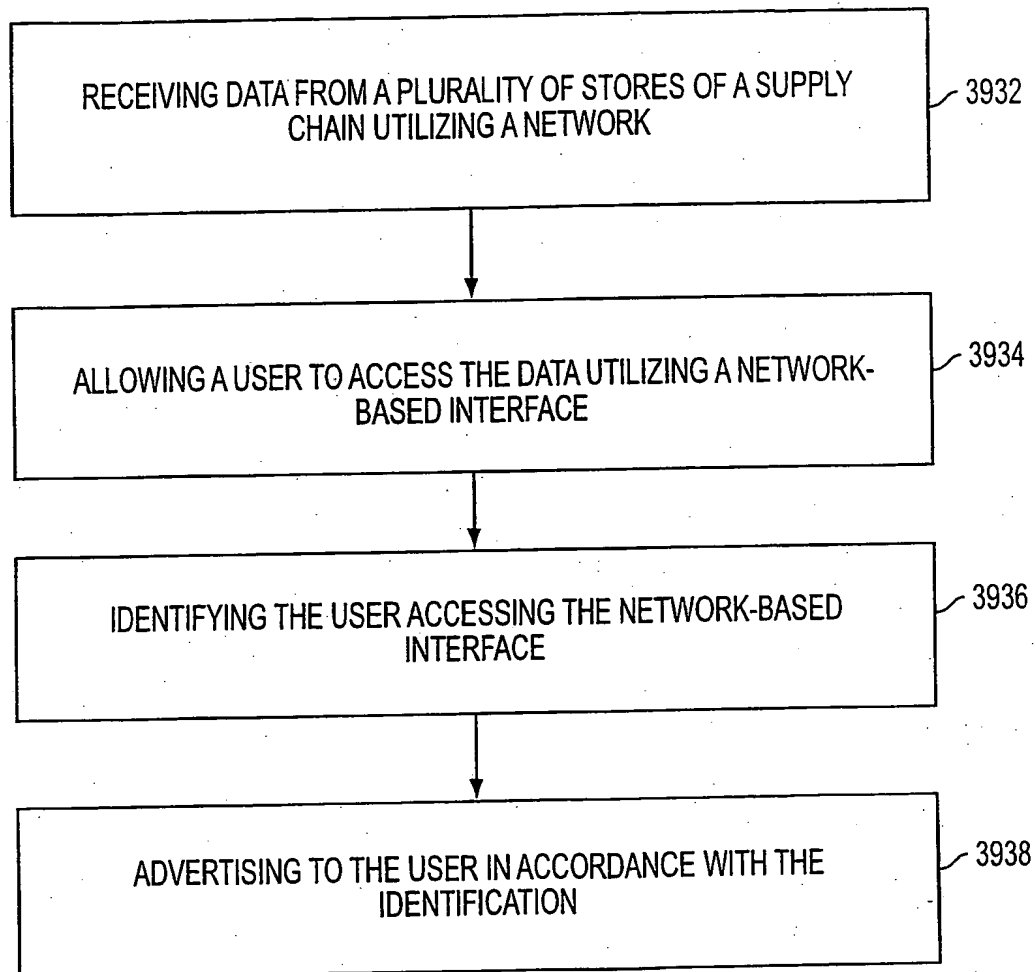 RECEIVING DATA FROM A PLURALITY OF STORES OF A SUPPLY
CHAIN UTILIZING A NETWORK
3932
ALLOWING A USER TO ACCESS THE DATA UTILIZING A NETWORK-
BASED INTERFACE
3934
IDENTIFYING THE USER ACCESSING THE NETWORK-BASED
INTERFACE
3936
ADVERTISING TO THE USER IN ACCORDANCE WITH THE
IDENTIFICATION
3938